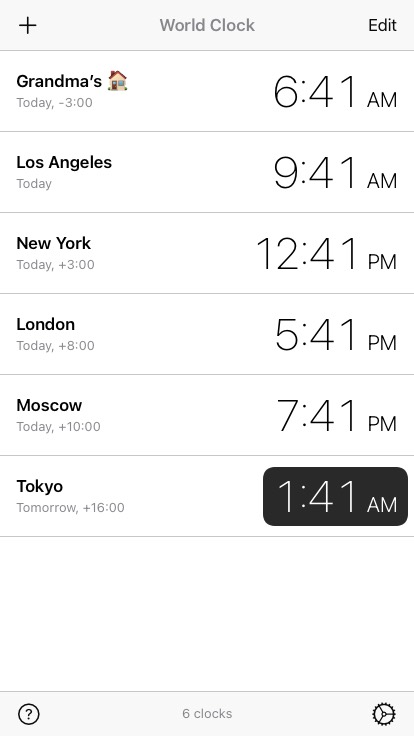 World Clock
Edit
Grandma’s 🏠
Today, -3:00
6:41 AM
Los Angeles
Today
9:41 AM
New York
Today, +3:00
12:41 PM
London
Today, +8:00
5:41 PM
Moscow
Today, +10:00
7:41 PM
Tokyo
Tomorrow, +16:00
1:41 AM
?
6 clocks